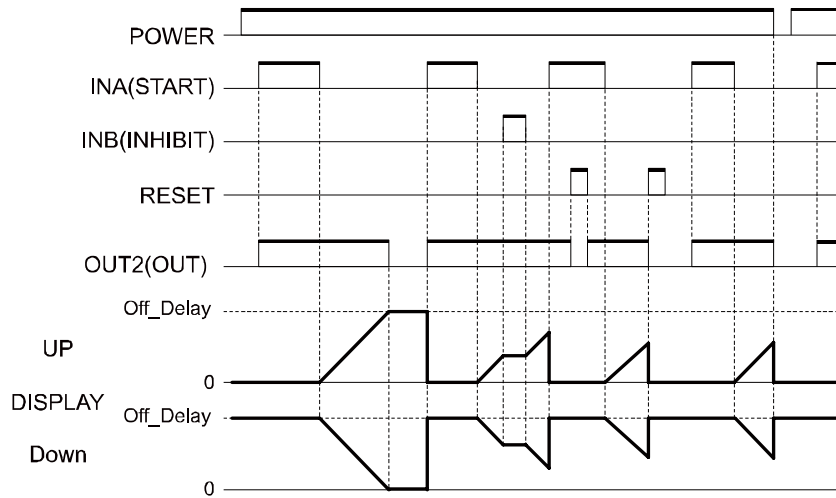 POWER
INA(START)
INB(INHIBIT)
RESET
OUT2(OUT)
Off_Delay
UP
0
DISPLAY
Off_Delay
Down
0